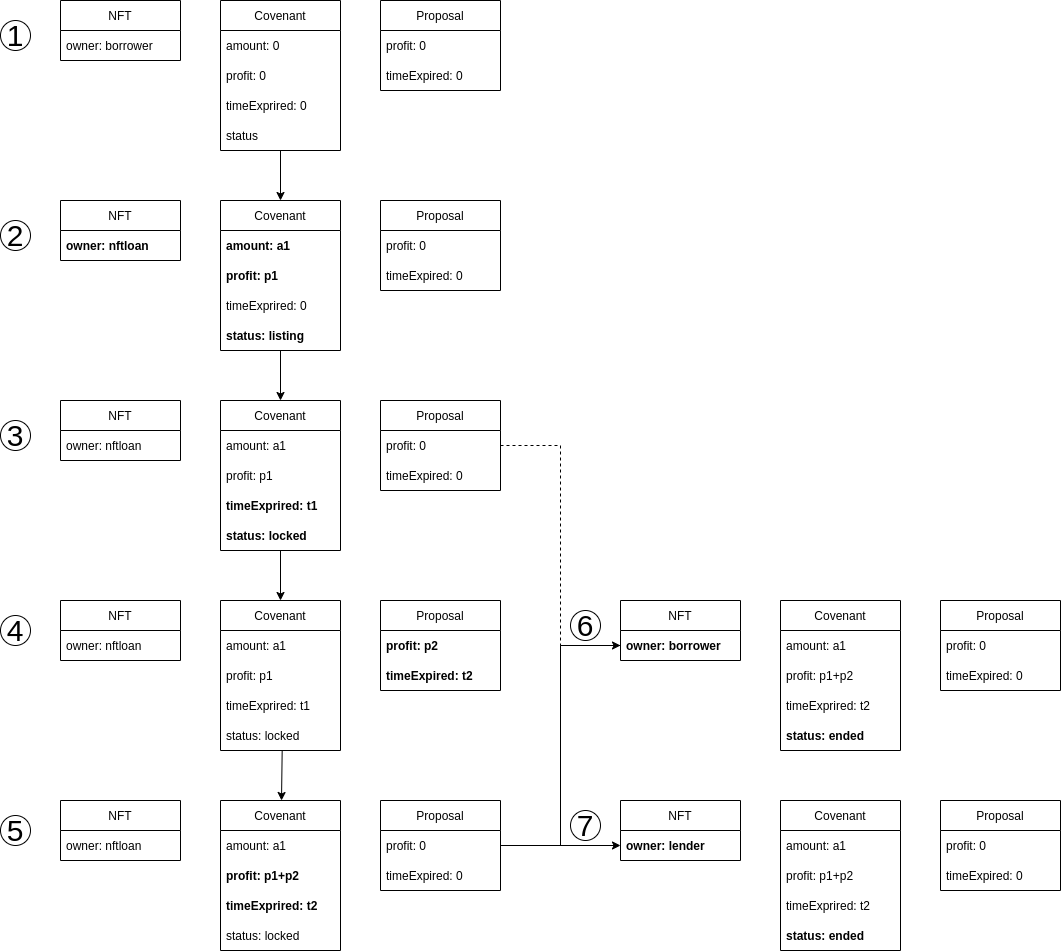 1
NFT
owner: borrower
Covenant
amount: 0
profit: 0
timeExprired: 0
status
Proposal
profit: 0
timeExpired: 0
2
NFT
owner: nftloan
Covenant
amount: a1
profit: p1
timeExprired: 0
status: listing
Proposal
profit: 0
timeExpired: 0
3
NFT
owner: nftloan
Covenant
amount: a1
profit: p1
timeExprired: t1
status: locked
Proposal
profit: 0
timeExpired: 0
4
NFT
owner: nftloan
Covenant
amount: a1
profit: p1
timeExprired: t1
status: locked
Proposal
profit: p2
timeExpired: t2
6
NFT
owner: borrower
Covenant
amount: a1
profit: p1+p2
timeExprired: t2
status: ended
Proposal
profit: 0
timeExpired: 0
5
NFT
owner: nftloan
Covenant
amount: a1
profit: p1+p2
timeExprired: t2
status: locked
Proposal
profit: 0
timeExpired: 0
7
NFT
owner: lender
Covenant
amount: a1
profit: p1+p2
timeExprired: t2
status: ended
Proposal
profit: 0
timeExpired: 0